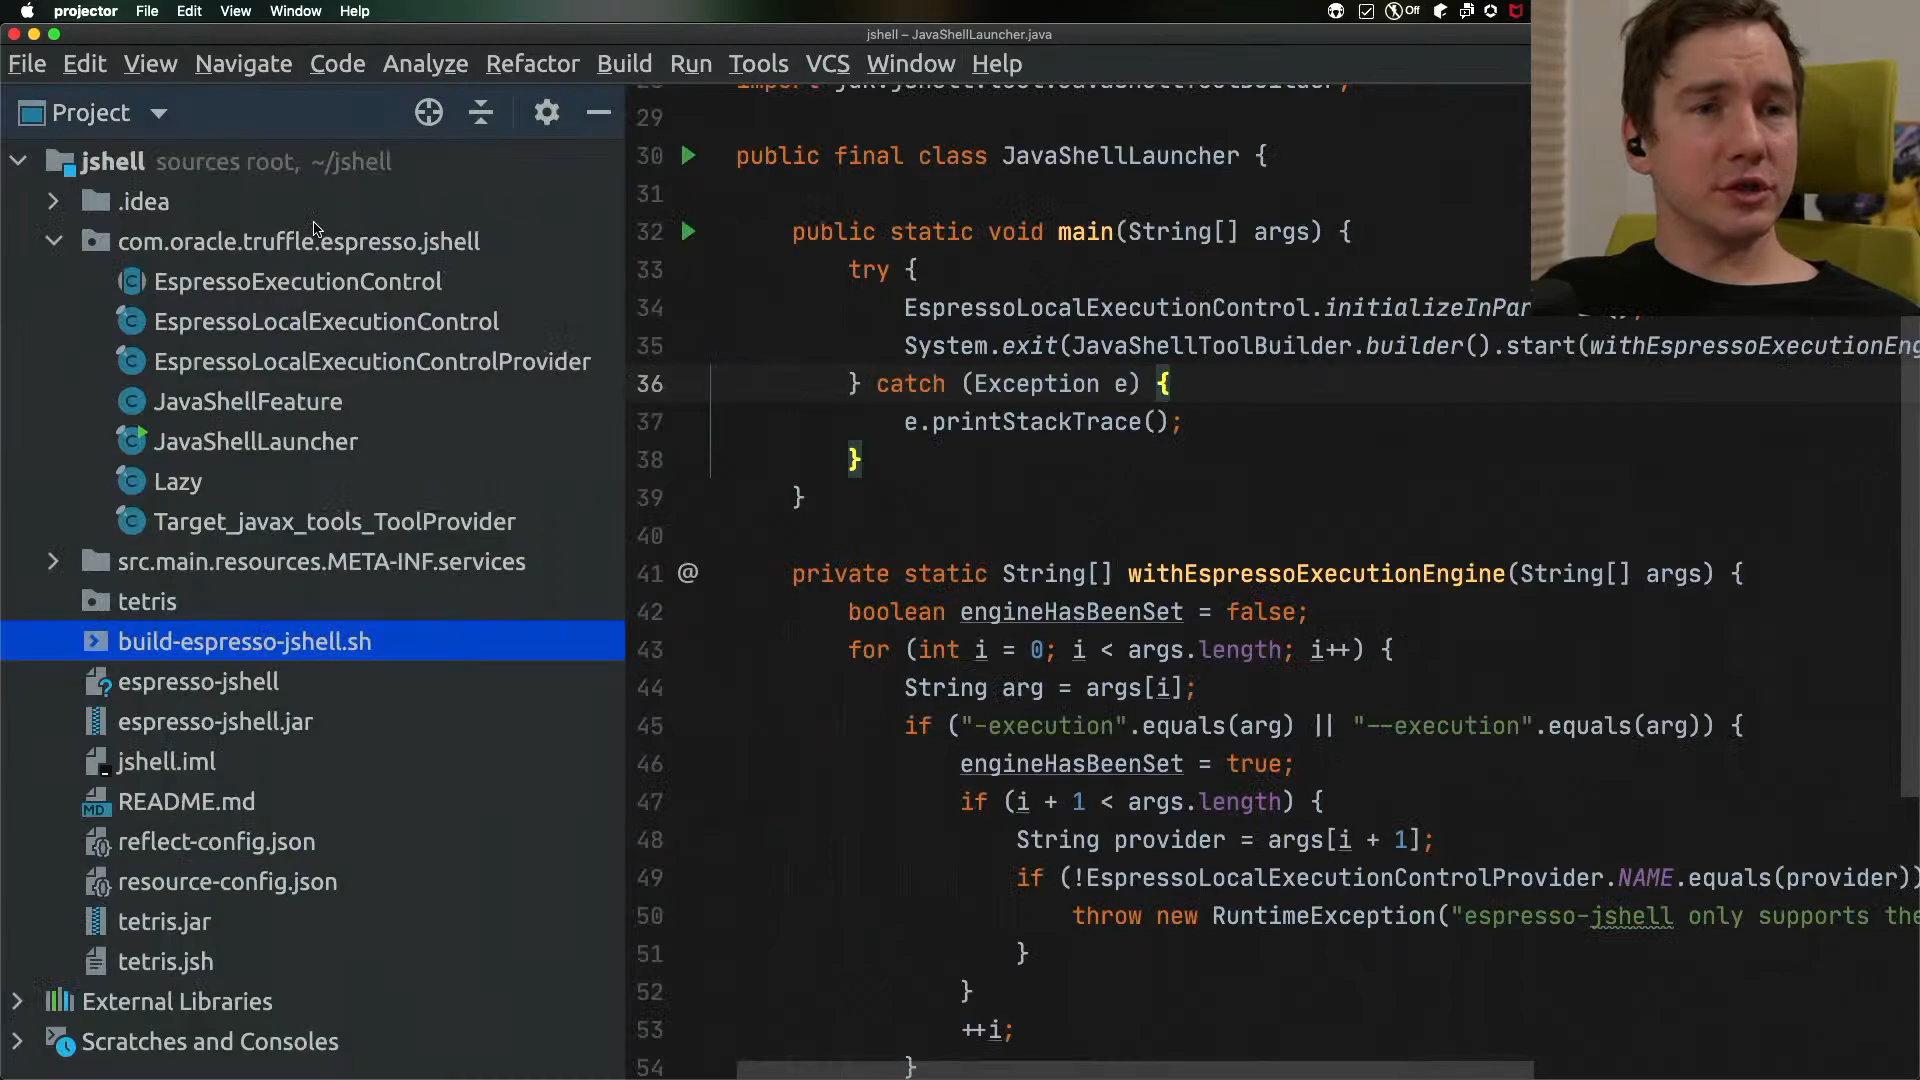 projector File Edit View Window Help
Off
jshell – JavaShellLauncher.java
File Edit View Navigate Code Analyze Refactor Build Run Tools VCS Window Help
Project
jshell sources root, ~/jshell
.idea
com.oracle.truffle.espresso.jshell
EspressoExecutionControl
EspressoLocalExecutionControl
EspressoLocalExecutionControlProvider
JavaShellFeature
JavaShellLauncher
Lazy
Target_javax_tools_ToolProvider
src.main.resources.META-INF.services
tetris
build-espresso-jshell.sh
espresso-jshell
espresso-jshell.jar
jshell.iml
README.md
reflect-config.json
resource-config.json
tetris.jar
tetris.jsh
External Libraries
Scratches and Consoles
29
30 public final class JavaShellLauncher {
31
32 public static void main(String[] args) {
33 try {
34 EspressoLocalExecutionControl.initializeInPar
35 System.exit(JavaShellToolBuilder.builder().start(withEspressoExecutionEng
36 } catch (Exception e) {
37 e.printStackTrace();
38 }
39 }
40
41 @ private static String[] withEspressoExecutionEngine(String[] args) {
42 boolean engineHasBeenSet = false;
43 for (int i = 0; i < args.length; i++) {
44 String arg = args[i];
45 if ("-execution".equals(arg) || "--execution".equals(arg)) {
46 engineHasBeenSet = true;
47 if (i + 1 < args.length) {
48 String provider = args[i + 1];
49 if (!EspressoLocalExecutionControlProvider.NAME.equals(provider))
50 throw new RuntimeException("espresso-jshell only supports the
51 }
52 }
53 ++i;
54 }